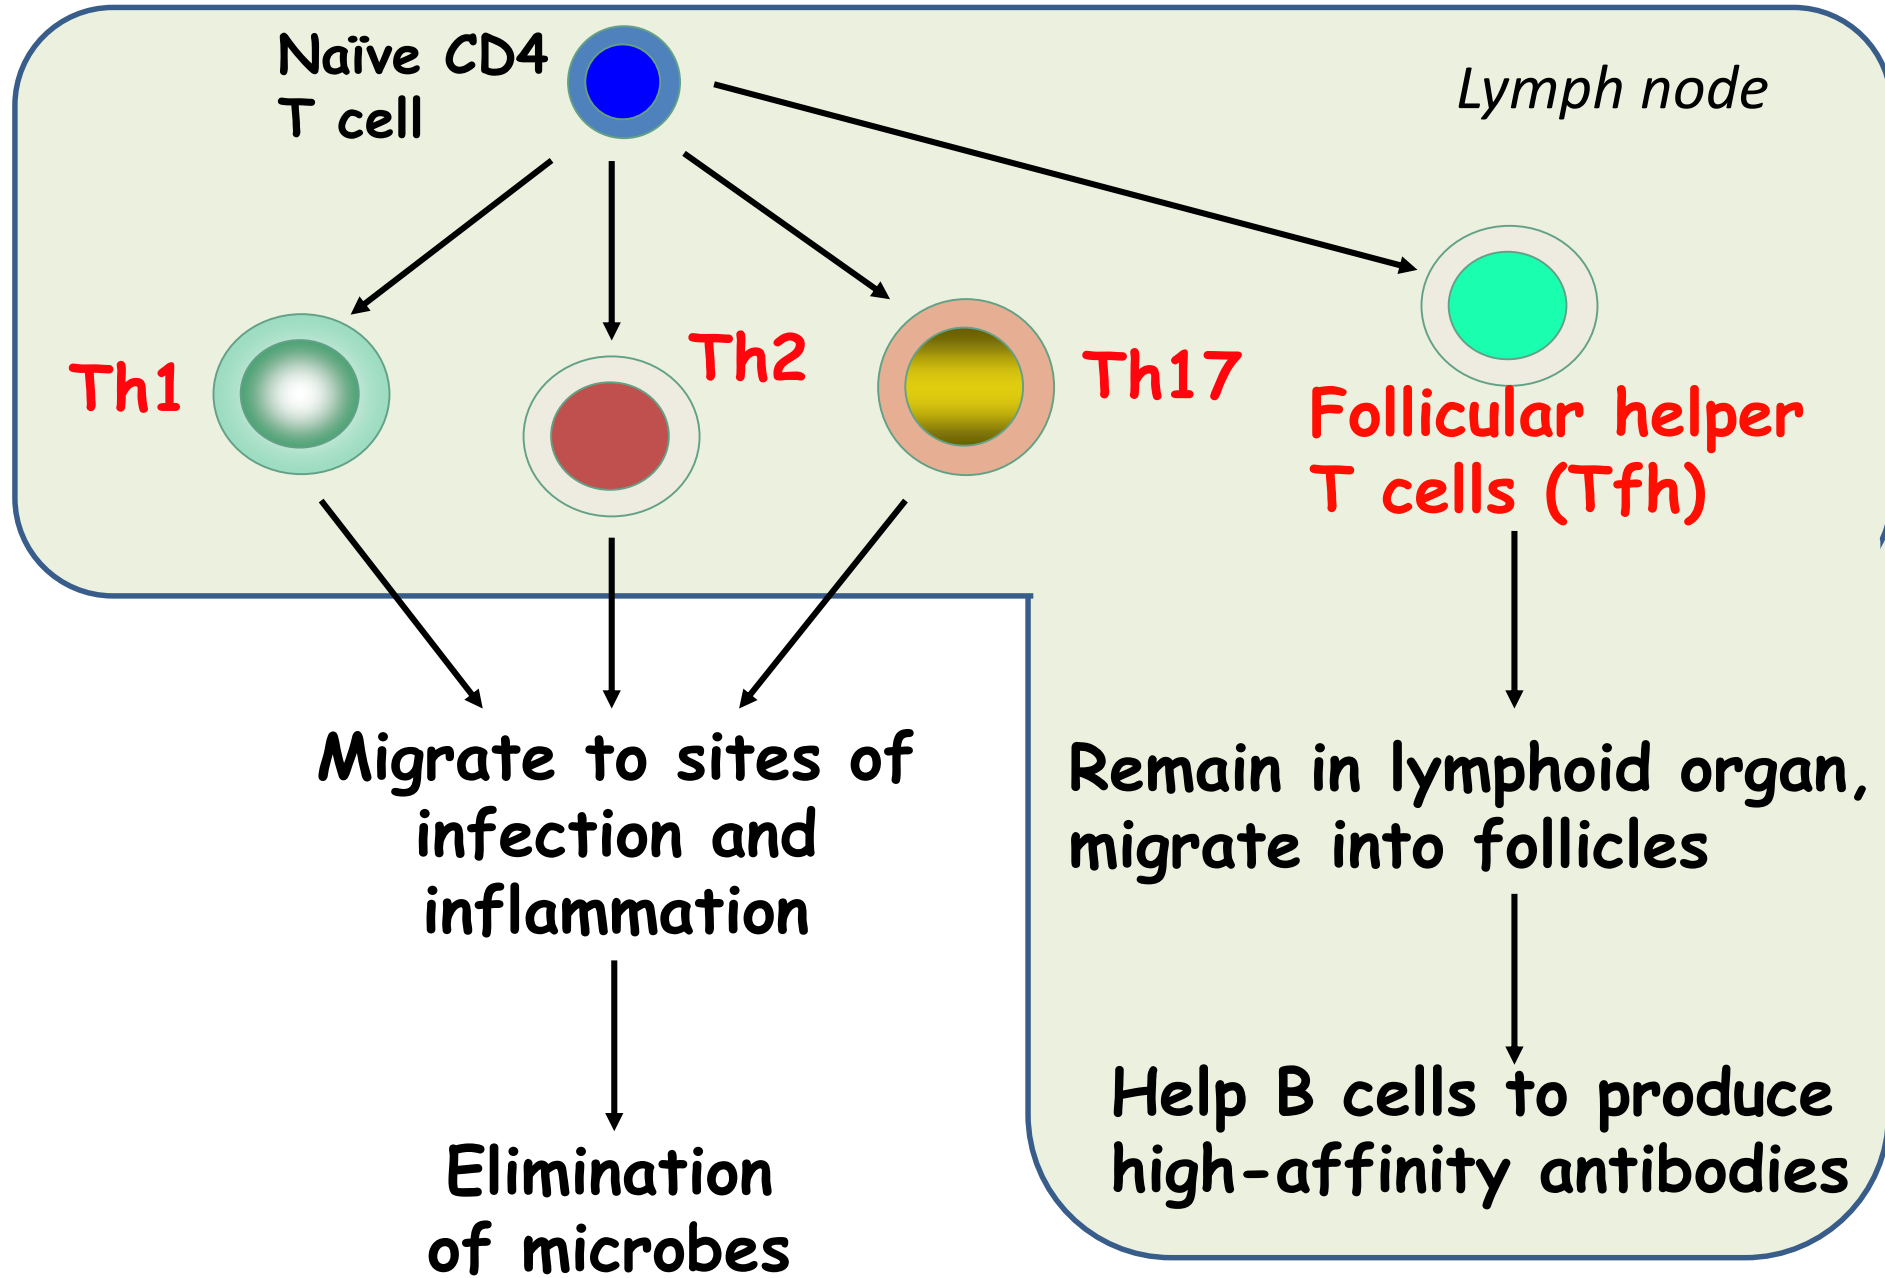 Naïve CD4
T cell
Lymph node
Th1
Th2
Th17
Follicular helper
T cells (Tfh)
Migrate to sites of
infection and
inflammation
Remain in lymphoid organ,
migrate into follicles
Elimination
of microbes
Help B cells to produce
high-affinity antibodies